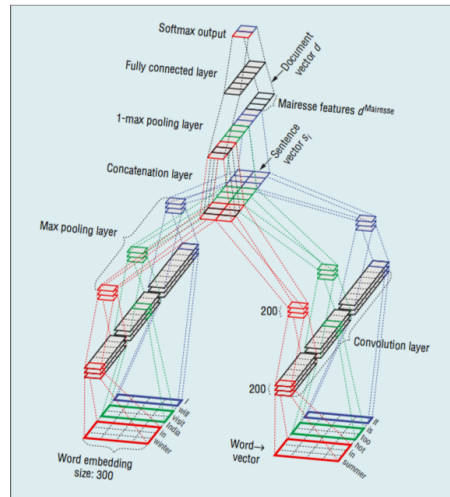 Softmax output
Fully connected layer
Document
vector d
Mairesse features d^Mairesse
1-max pooling layer
Sentence
vector s_i
Concatenation layer
Max pooling layer
200
Convolution layer
200
I
will
visit
India
in
winter
Word embedding
size: 300
Word→
vector
It
is
too
hot
in
summer